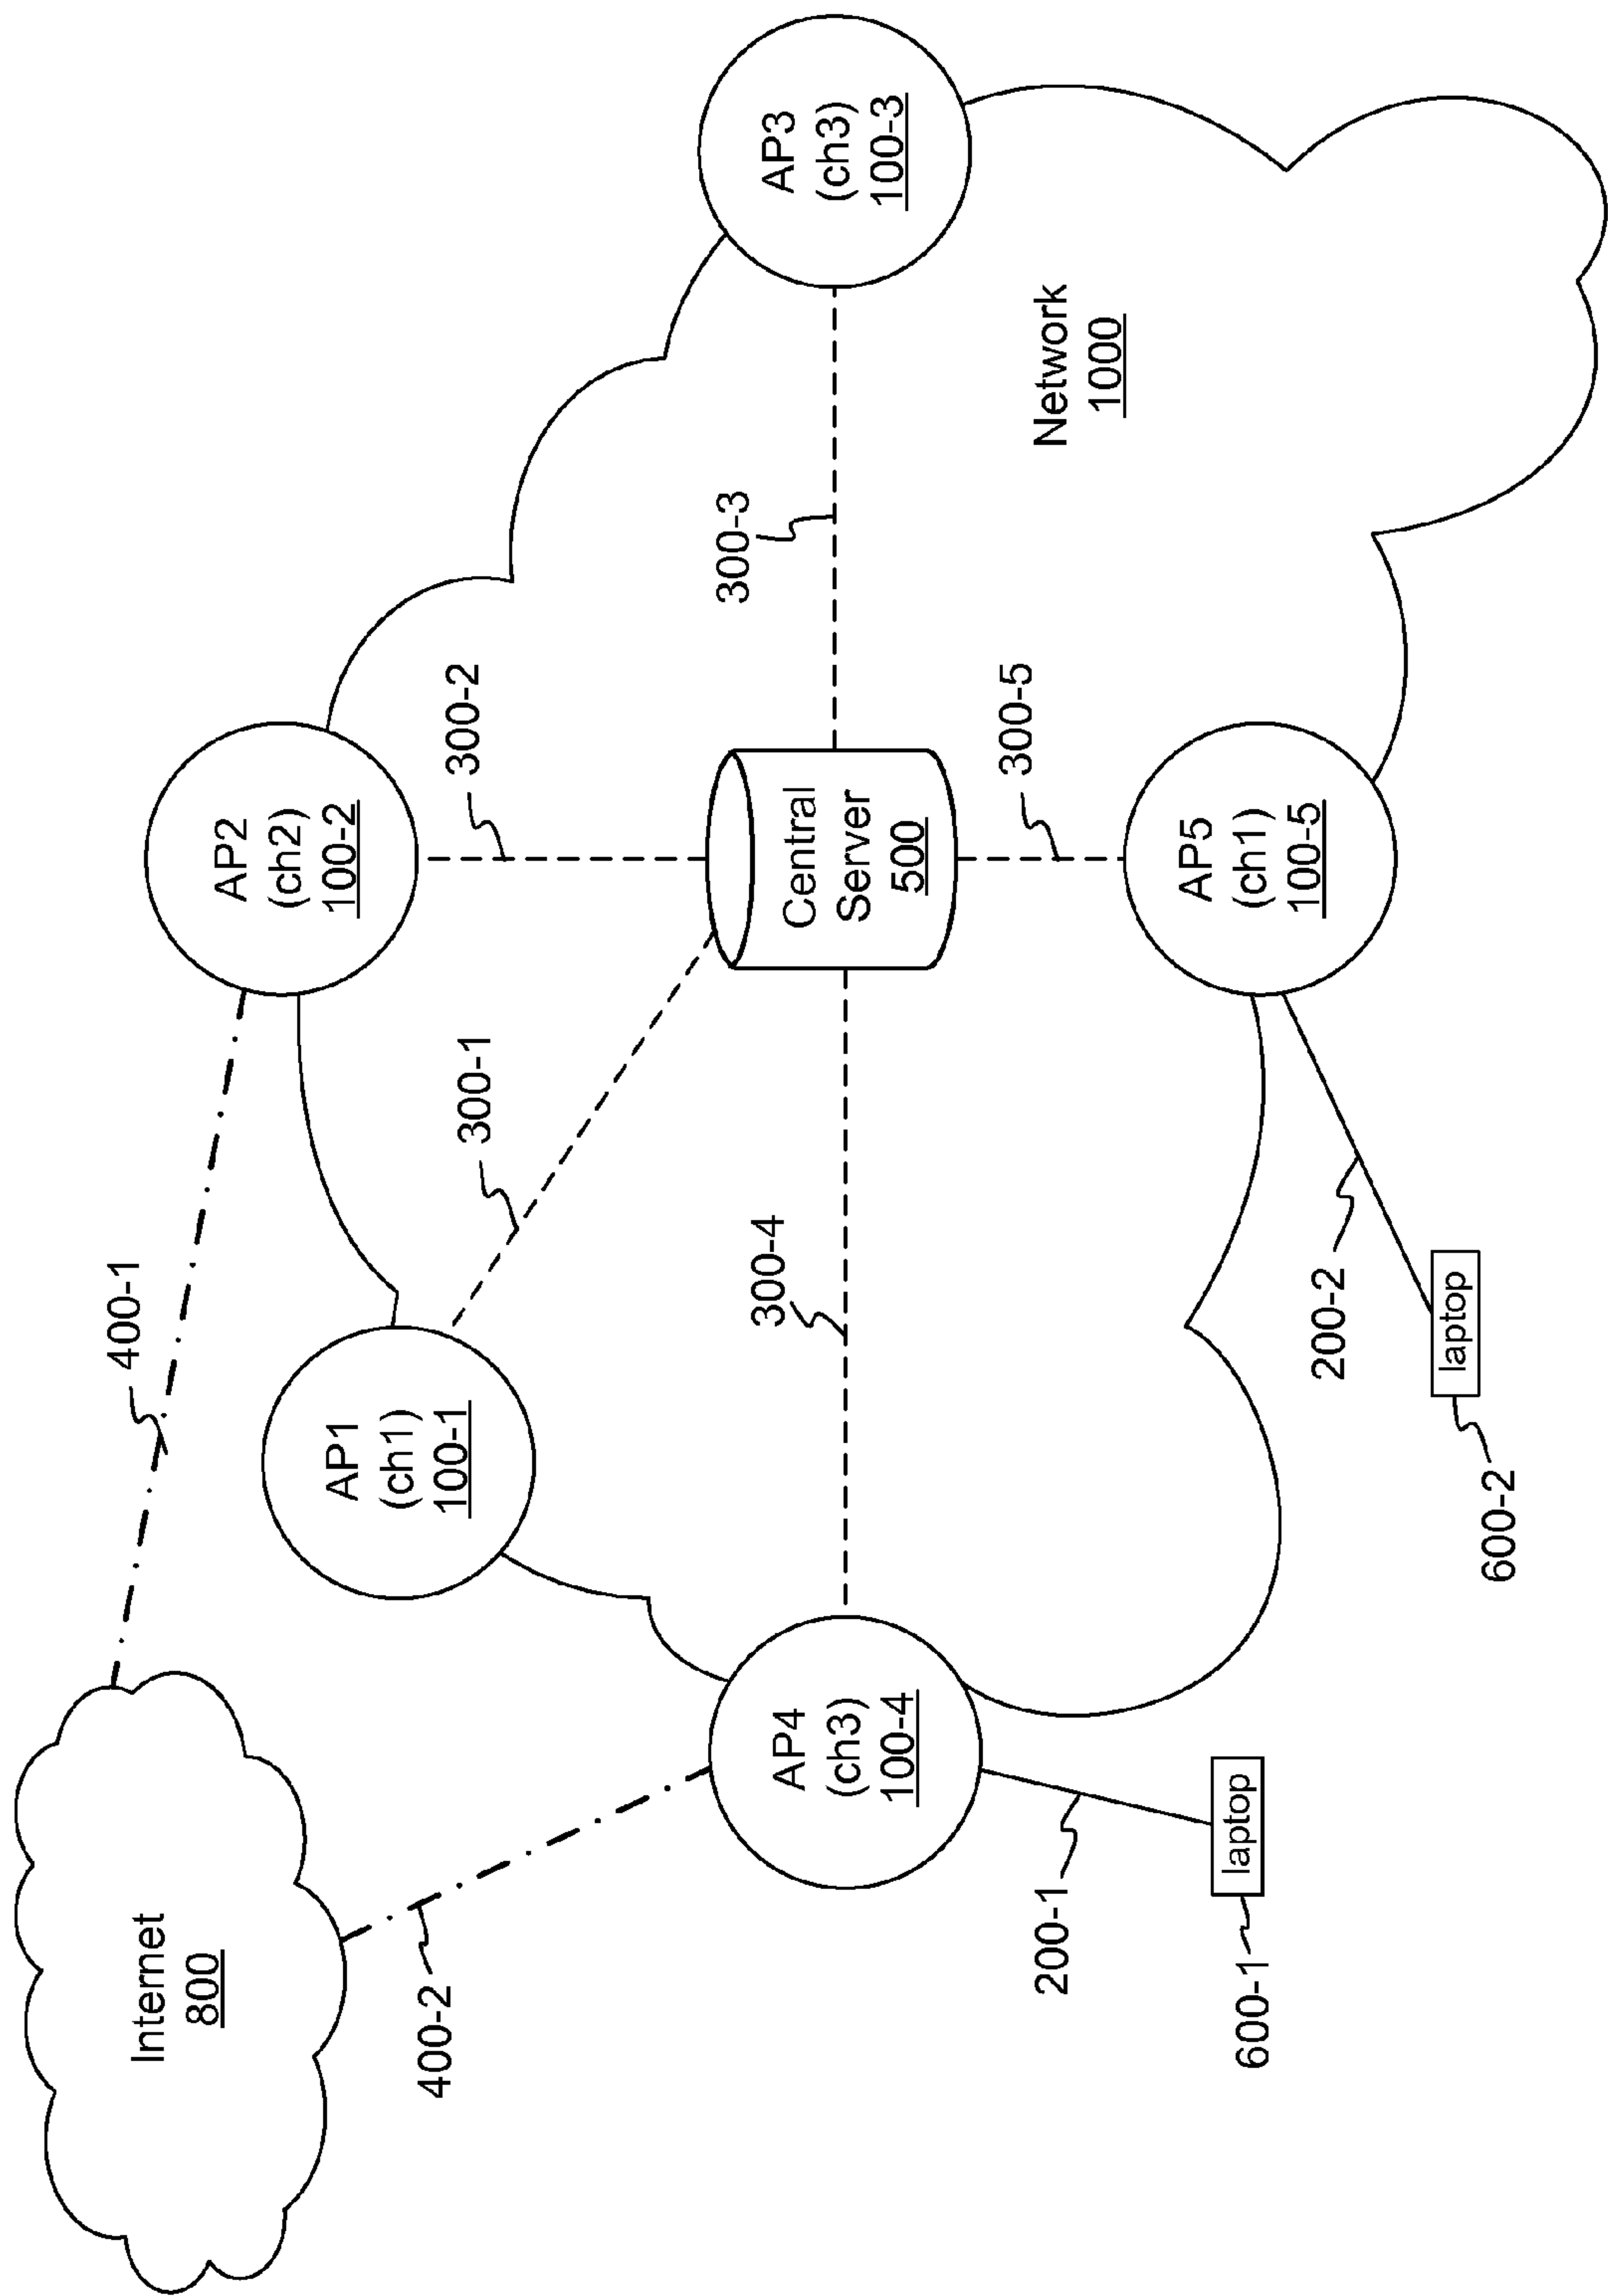 Internet
800
400-1
400-2
AP1
(ch1)
100-1
AP2
(ch2)
100-2
300-1
300-2
AP4
(ch3)
100-4
300-4
Central
Server
500
300-3
AP3
(ch3)
100-3
200-1
laptop
600-1
300-5
Network
1000
AP5
(ch1)
100-5
200-2
laptop
600-2